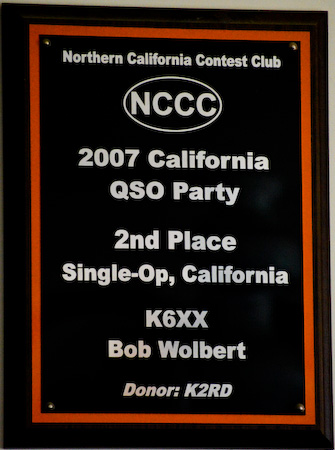 Northern California Contest Club
NCCC
2007 California
QSO Party
2nd Place
Single-Op, California
K6XX
Bob Wolbert
Donor: K2RD